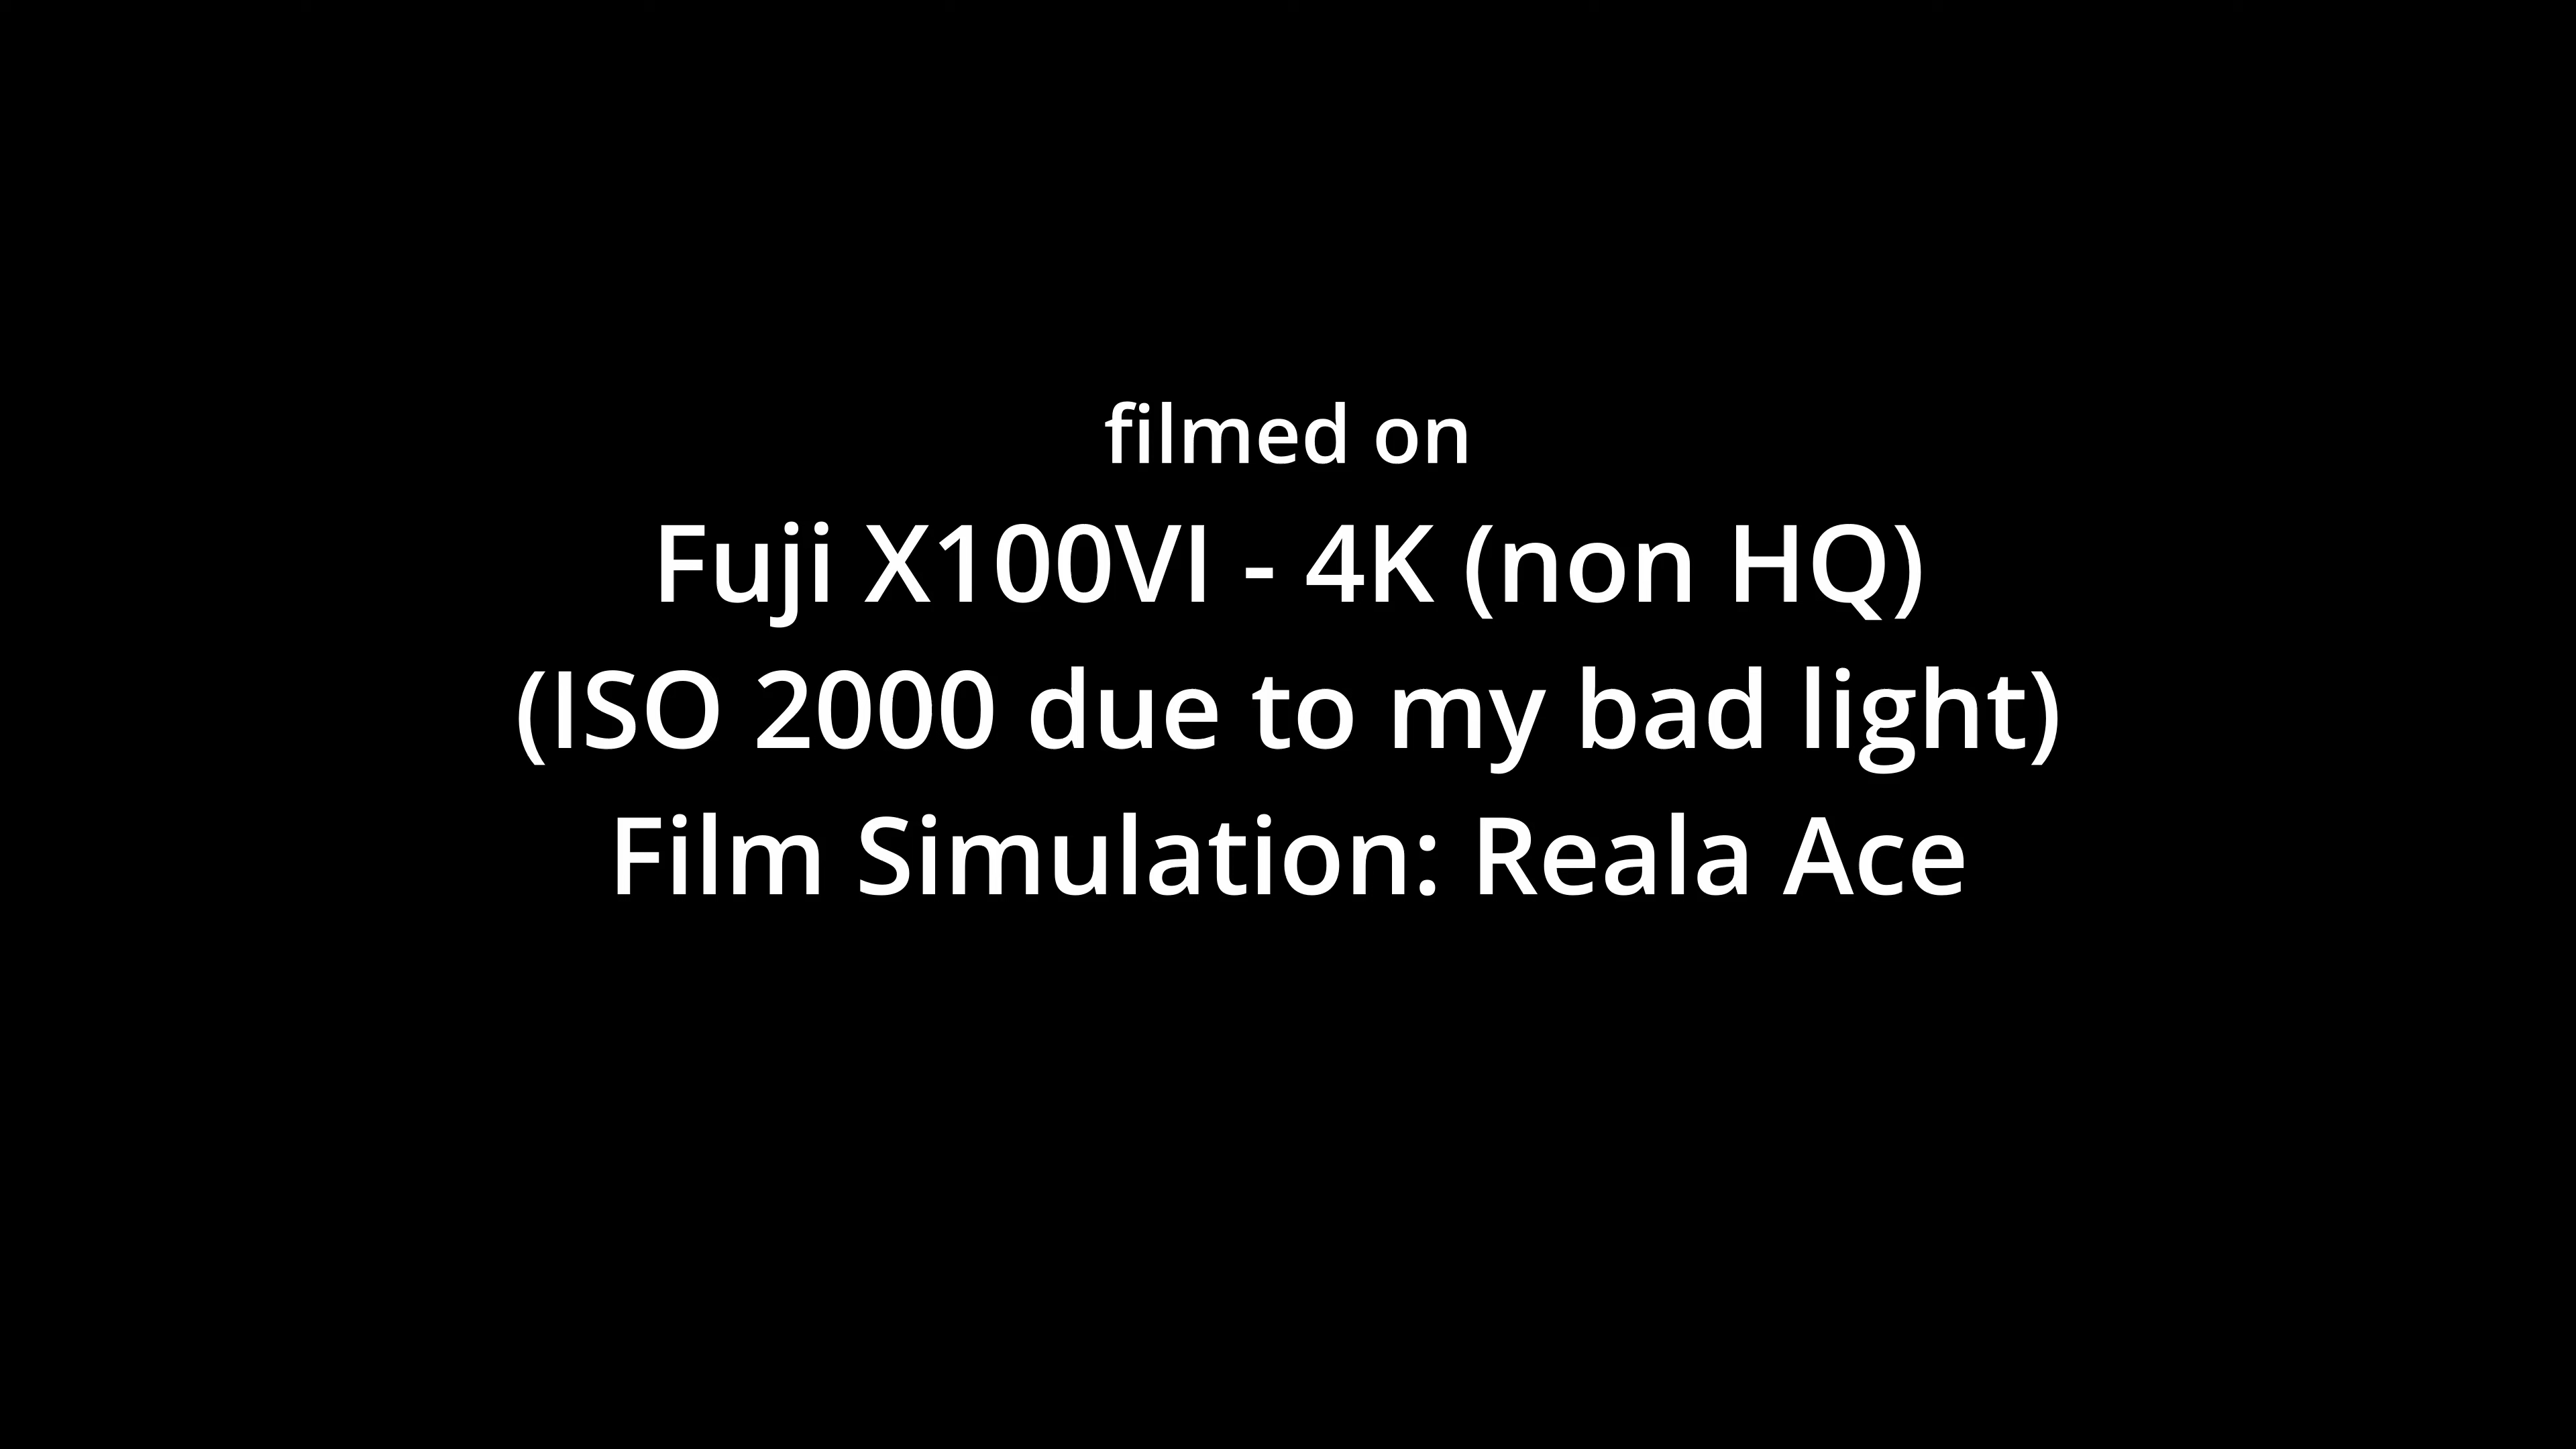 filmed on
Fuji X100VI - 4K (non HQ)
(ISO 2000 due to my bad light)
Film Simulation: Reala Ace